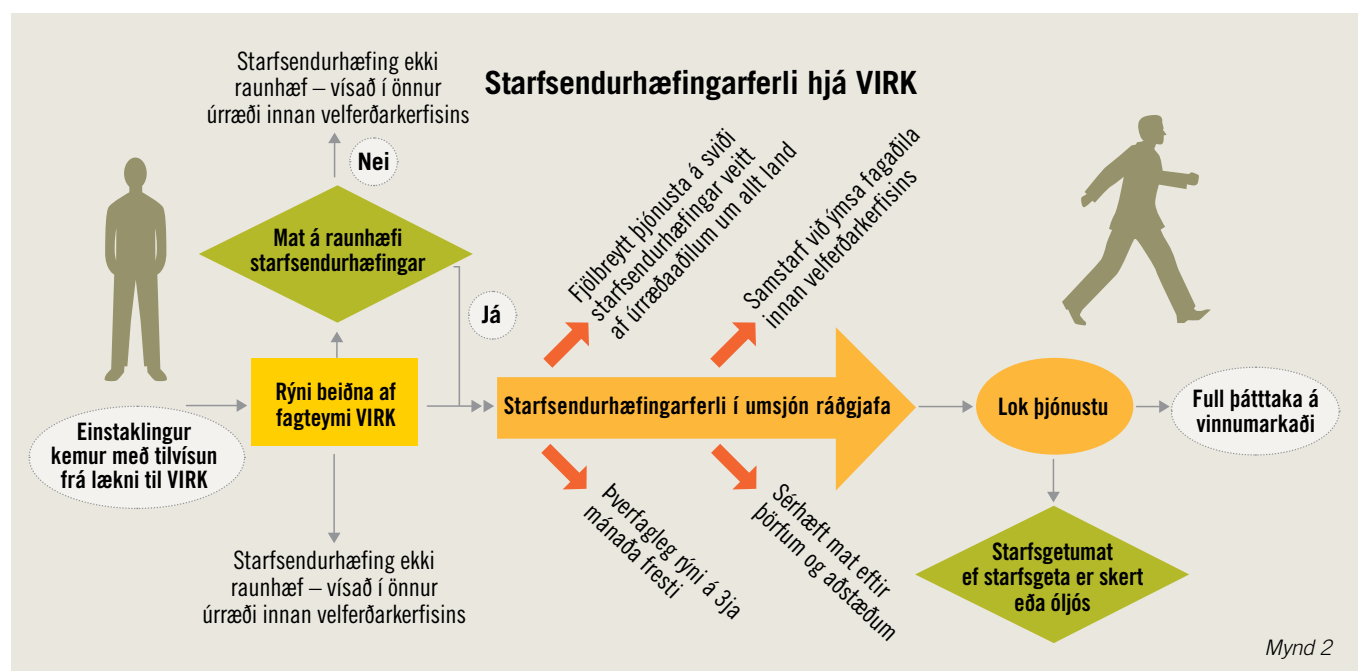 Starfsendurhæfingarferli hjá VIRK
Starfsendurhæfing ekki
raunhæf – vísað í önnur
úrræði innan velferðarkerfisins
Nei
Mat á raunhæfi
starfsendurhæfingar
Já
Rýni beiðna af
fagteymi VIRK
Einstaklingur
kemur með tilvísun
frá lækni til VIRK
Starfsendurhæfing ekki
raunhæf – vísað í önnur
úrræði innan velferðarkerfisins
Fjölbreytt þjónusta á sviði
starfsendurhæfingar veitt
af úrræðaaðilum um allt land
Samstarf við ýmsa fagaðila
innan velferðarkerfisins
Starfsendurhæfingarferli í umsjón ráðgjafa
Þverfagleg rýni á 3ja
mánaða fresti
Sérhæft mat eftir
þörfum og aðstæðum
Lok þjónustu
Full þátttaka á
vinnumarkaði
Starfsgetumat
ef starfsgeta er skert
eða óljós
Mynd 2